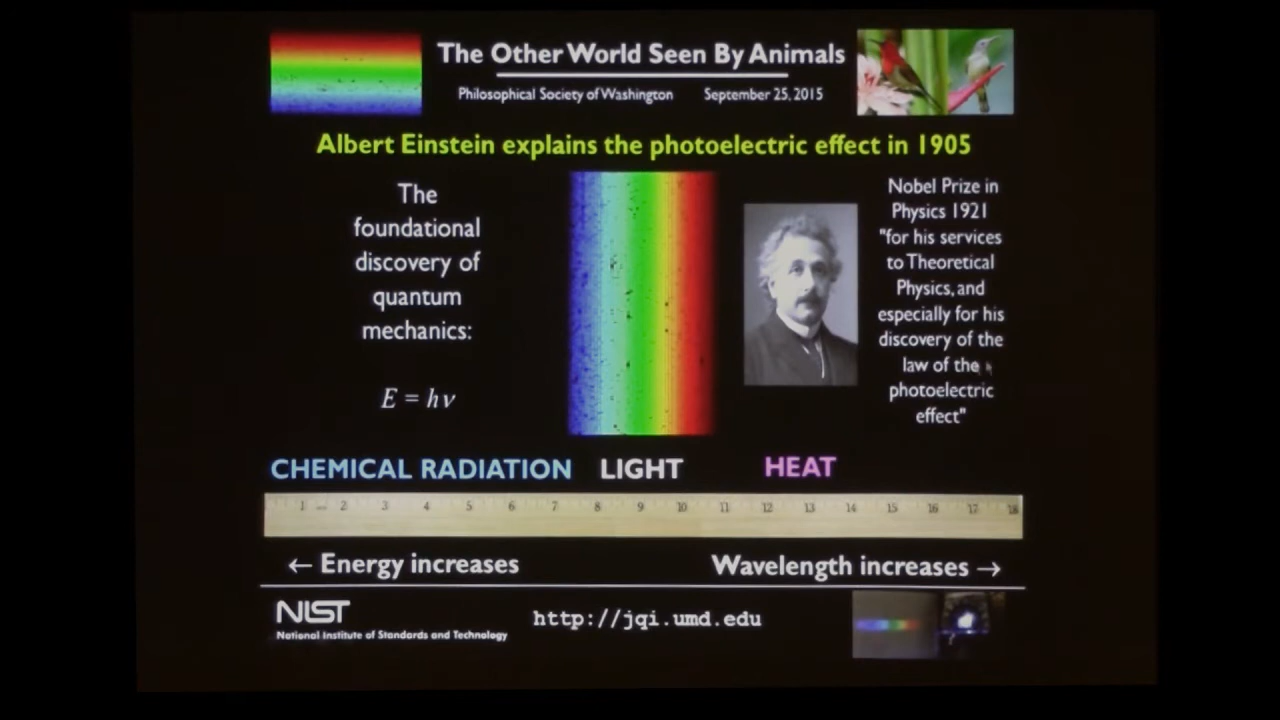 The Other World Seen By Animals
Philosophical Society of Washington September 25, 2015
Albert Einstein explains the photoelectric effect in 1905
The
foundational
discovery of
quantum
mechanics:
E = hν
Nobel Prize in
Physics 1921
"for his services
to Theoretical
Physics, and
especially for his
discovery of the
law of the
photoelectric
effect"
CHEMICAL RADIATION LIGHT HEAT
1 2 3 4 5 6 7 8 9 10 11 12 13 14 15 16 17 18
← Energy increases Wavelength increases →
NIST
National Institute of Standards and Technology
http://jqi.umd.edu